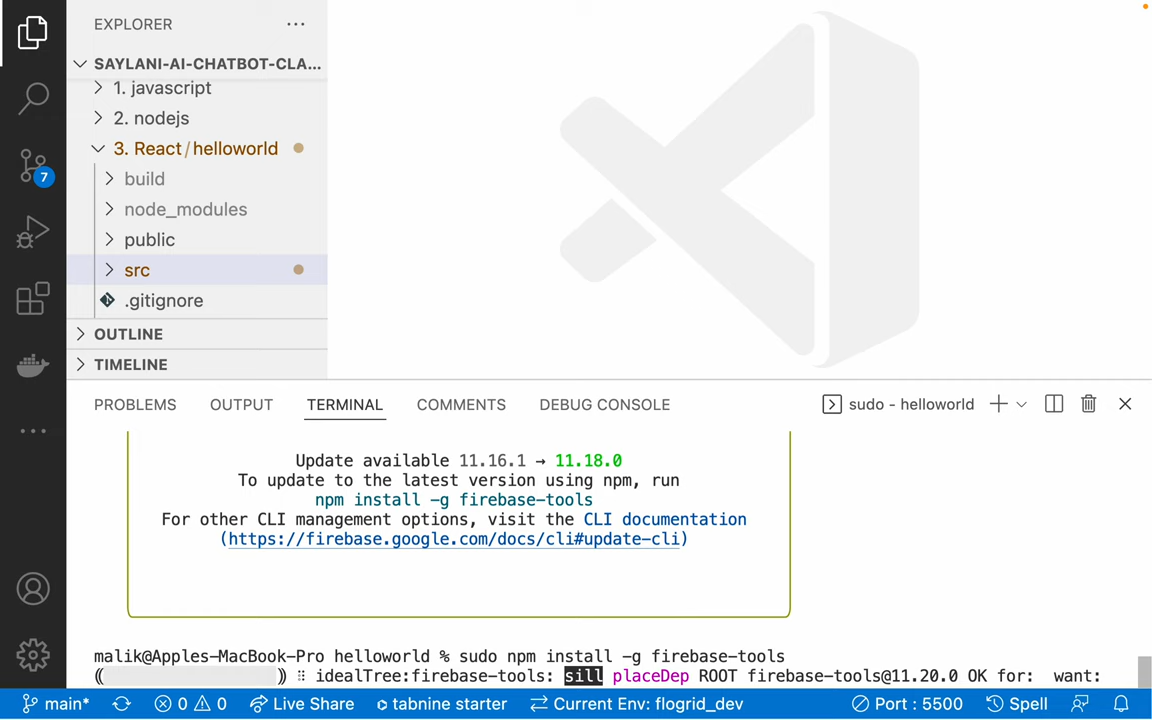 EXPLORER ...
SAYLANI-AI-CHATBOT-CLA...
1. javascript
2. nodejs
3. React/helloworld
build
node_modules
public
src
.gitignore
OUTLINE
TIMELINE
7
PROBLEMS OUTPUT TERMINAL COMMENTS DEBUG CONSOLE sudo - helloworld
Update available 11.16.1 → 11.18.0
To update to the latest version using npm, run
npm install -g firebase-tools
For other CLI management options, visit the CLI documentation
(https://firebase.google.com/docs/cli#update-cli)
malik@Apples-MacBook-Pro helloworld % sudo npm install -g firebase-tools
(( )) ⠿ idealTree:firebase-tools: sill placeDep ROOT firebase-tools@11.20.0 OK for: want:
main* 0 0 Live Share tabnine starter Current Env: flogrid_dev Port : 5500 Spell